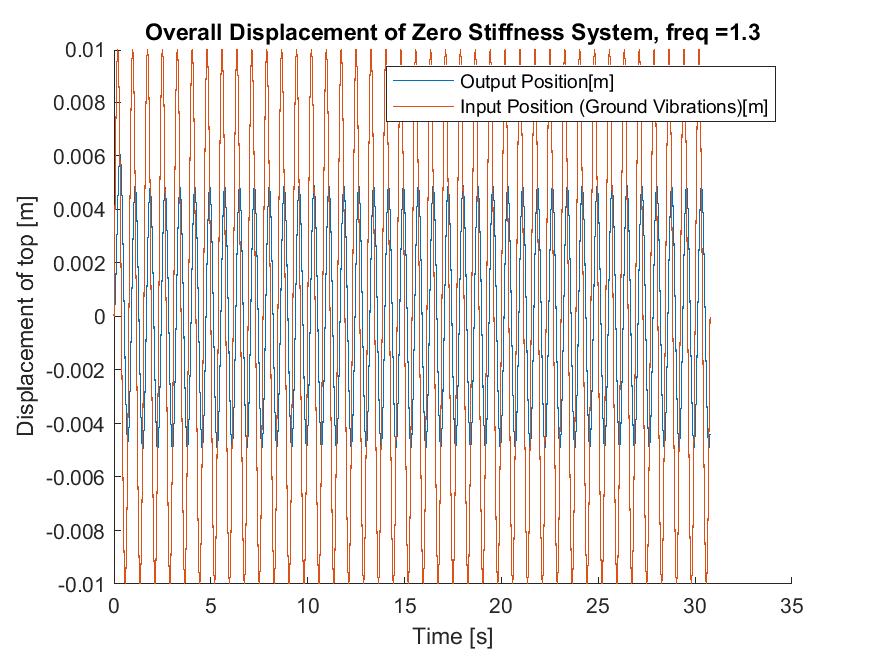 Overall Displacement of Zero Stiffness System, freq =1.3
Output Position[m]
Input Position (Ground Vibrations)[m]
0.01
0.008
0.006
0.004
0.002
0
-0.002
-0.004
-0.006
-0.008
-0.01
Displacement of top [m]
0 5 10 15 20 25 30 35
Time [s]